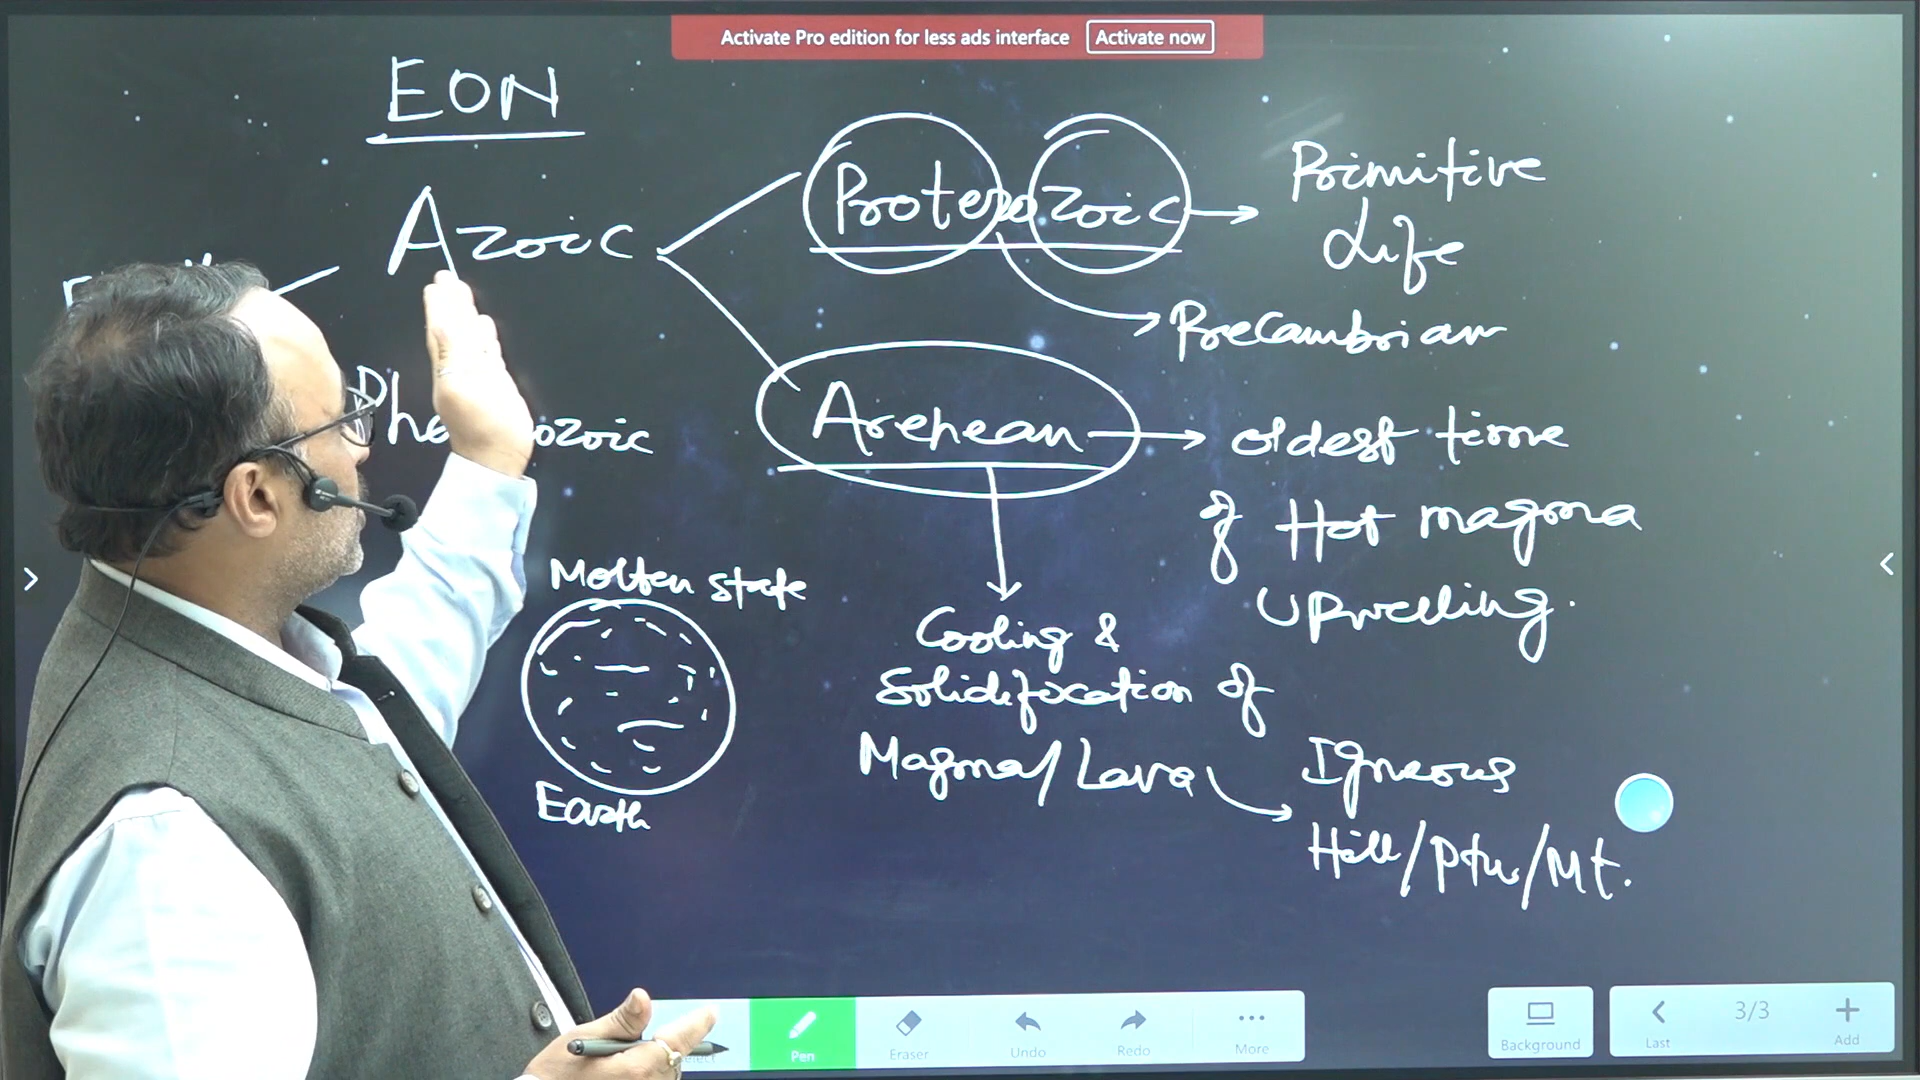 Activate Pro edition for less ads interface
Activate now
EON
Azoic
Proterozoic
Primitive
Life
Precambrian
Archean
oldest time
of Hot magma
upwelling.
ozoic
Molten state
Earth
Cooling &
Solidification of
Magma/Lava
Igneous
Hill/Ptu/Mt.
Pen
Eraser
Undo
Redo
More
Background
Last
3/3
Add